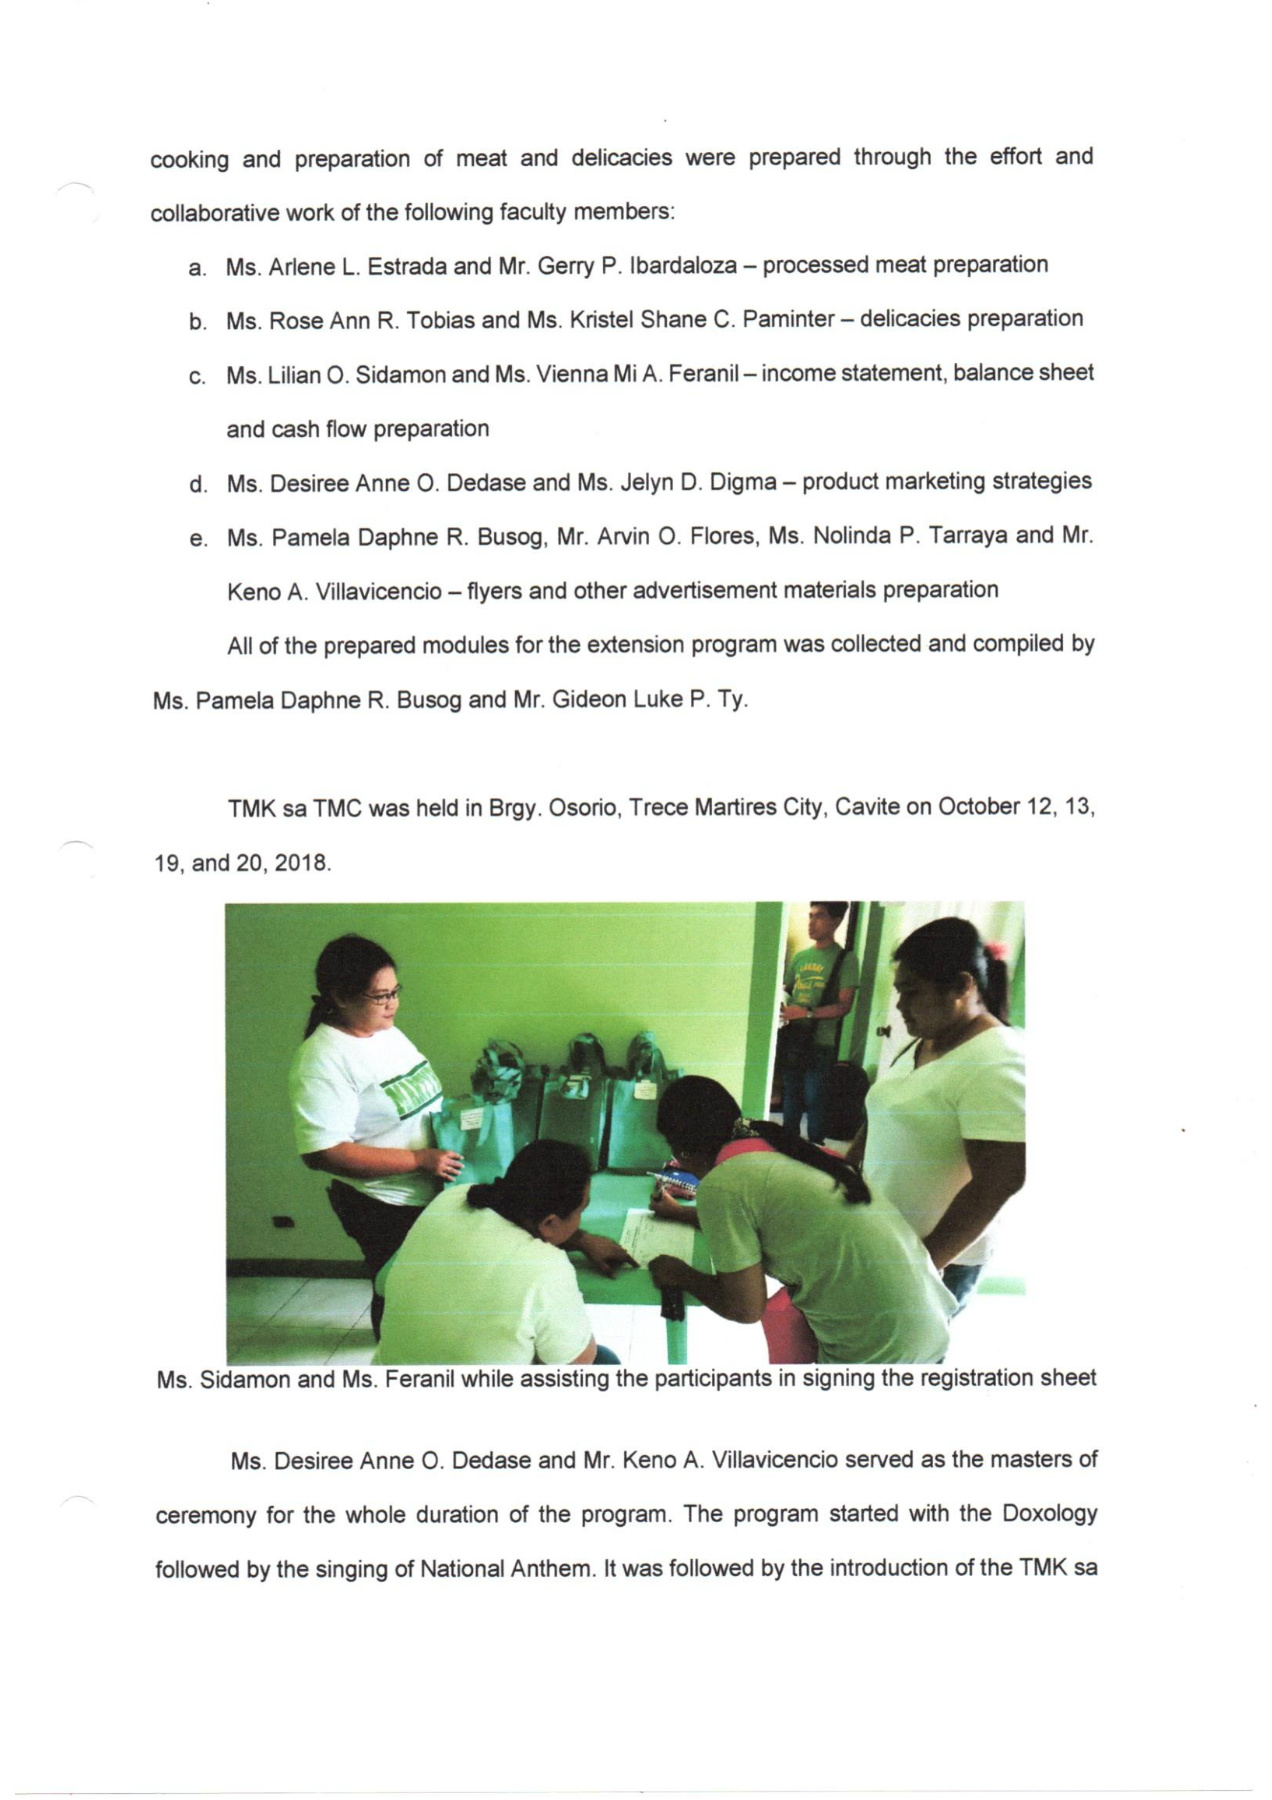 cooking and preparation of meat and delicacies were prepared through the effort and
collaborative work of the following faculty members:
a. Ms. Arlene L. Estrada and Mr. Gerry P. Ibardaloza – processed meat preparation
b. Ms. Rose Ann R. Tobias and Ms. Kristel Shane C. Paminter – delicacies preparation
c. Ms. Lilian O. Sidamon and Ms. Vienna Mi A. Feranil – income statement, balance sheet
and cash flow preparation
d. Ms. Desiree Anne O. Dedase and Ms. Jelyn D. Digma – product marketing strategies
e. Ms. Pamela Daphne R. Busog, Mr. Arvin O. Flores, Ms. Nolinda P. Tarraya and Mr.
Keno A. Villavicencio – flyers and other advertisement materials preparation
All of the prepared modules for the extension program was collected and compiled by
Ms. Pamela Daphne R. Busog and Mr. Gideon Luke P. Ty.
TMK sa TMC was held in Brgy. Osorio, Trece Martires City, Cavite on October 12, 13,
19, and 20, 2018.
Ms. Sidamon and Ms. Feranil while assisting the participants in signing the registration sheet
Ms. Desiree Anne O. Dedase and Mr. Keno A. Villavicencio served as the masters of
ceremony for the whole duration of the program. The program started with the Doxology
followed by the singing of National Anthem. It was followed by the introduction of the TMK sa